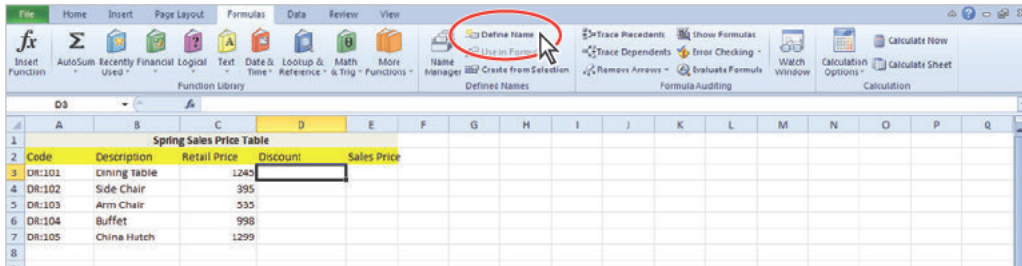 File Home Insert Page Layout Formulas Data Review View
Define Name Trace Precedents Show Formulas Calculate Now
Use in Formula Trace Dependents Error Checking Calculate Sheet
Create from Selection Remove Arrows Evaluate Formula
Insert Function AutoSum Recently Used Financial Logical Text Date & Time Lookup & Reference Math & Trig More Functions Name Manager Watch Window Calculation Options
Function Library Defined Names Formula Auditing Calculation
D3 fx
A B C D E F G H I J K L M N O P Q
1 Spring Sales Price Table
2 Code Description Retail Price Discount Sales Price
3 DR:101 Dining Table 1245
4 DR:102 Side Chair 395
5 DR:103 Arm Chair 535
6 DR:104 Buffet 998
7 DR:105 China Hutch 1299
8